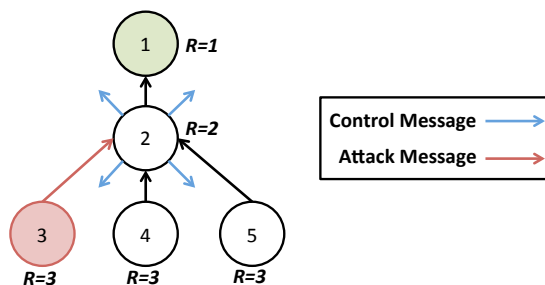 1
R=1
2
R=2
Control Message
Attack Message
3
4
5
R=3
R=3
R=3